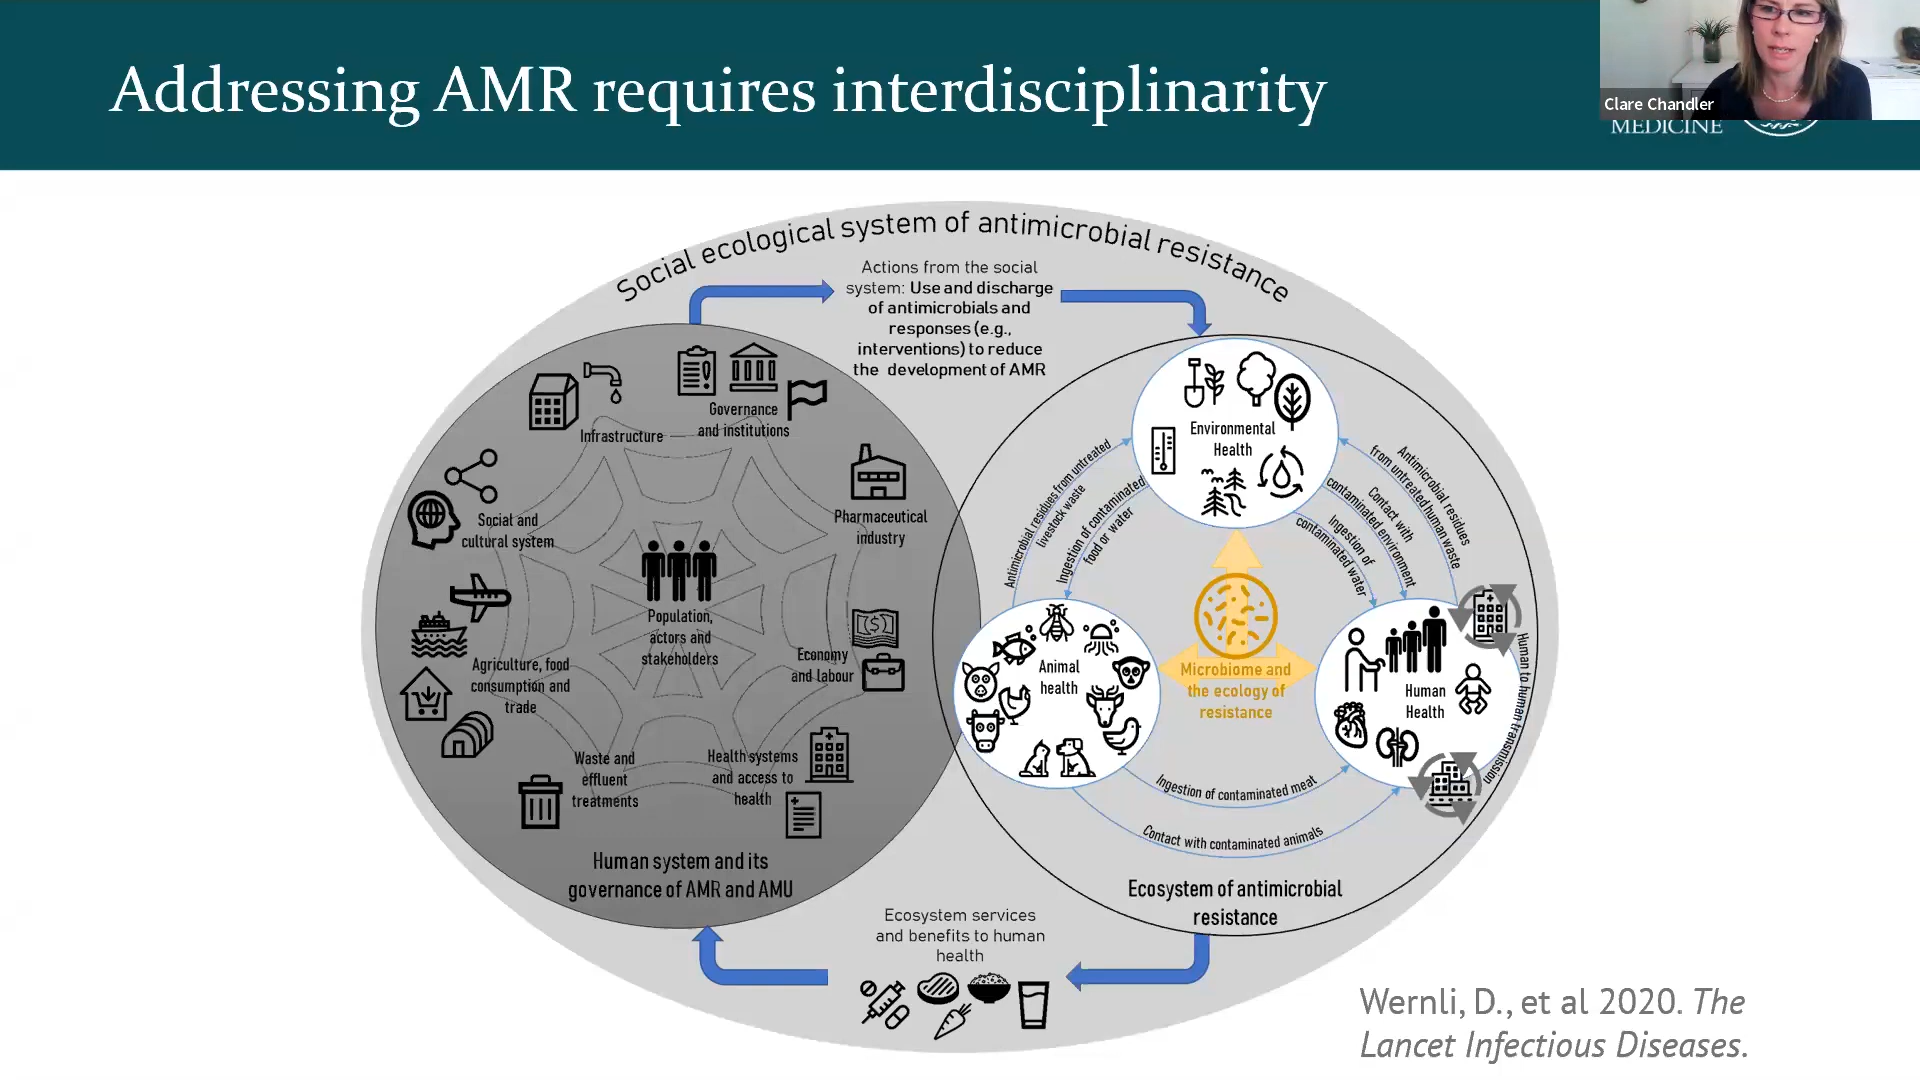 Addressing AMR requires interdisciplinarity
Clare Chandler
MEDICINE
Social ecological system of antimicrobial resistance
Actions from the social
system: Use and discharge
of antimicrobials and
responses (e.g.,
interventions) to reduce
the development of AMR
Infrastructure
Governance
and institutions
Social and
cultural system
Pharmaceutical
industry
Population,
actors and
stakeholders
Agriculture, food
consumption and
trade
Economy
and labour
Waste and
effluent
treatments
Health systems
and access to
health
Human system and its
governance of AMR and AMU
Environmental
Health
Antimicrobial residues from untreated
livestock waste
Ingestion of contaminated
food or water
Antimicrobial residues
from untreated human waste
Contact with
contaminated environment
Ingestion of
contaminated water
Animal
health
Microbiome and
the ecology of
resistance
Human
Health
Human to human transmission
Ingestion of contaminated meat
Contact with contaminated animals
Ecosystem of antimicrobial
resistance
Ecosystem services
and benefits to human
health
Wernli, D., et al 2020. The
Lancet Infectious Diseases.